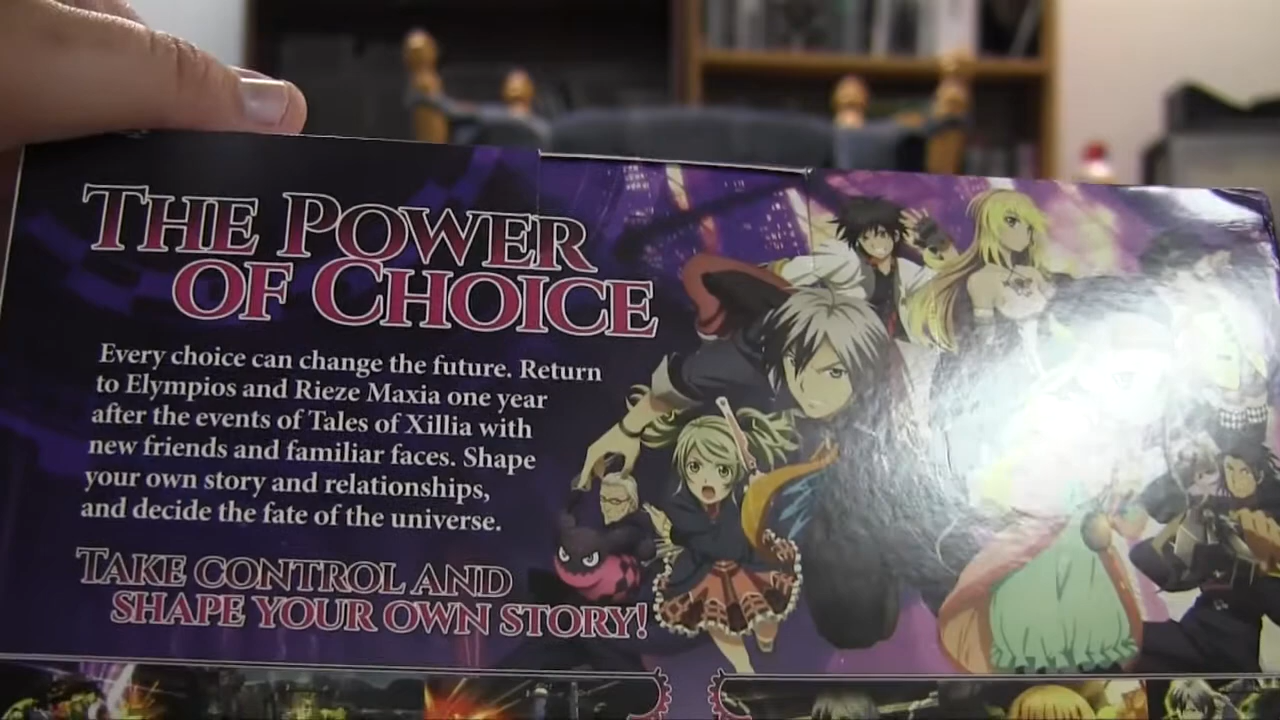 THE POWER
OF CHOICE
Every choice can change the future. Return
to Elympios and Rieze Maxia one year
after the events of Tales of Xillia with
new friends and familiar faces. Shape
your own story and relationships,
and decide the fate of the universe.
TAKE CONTROL AND
SHAPE YOUR OWN STORY!